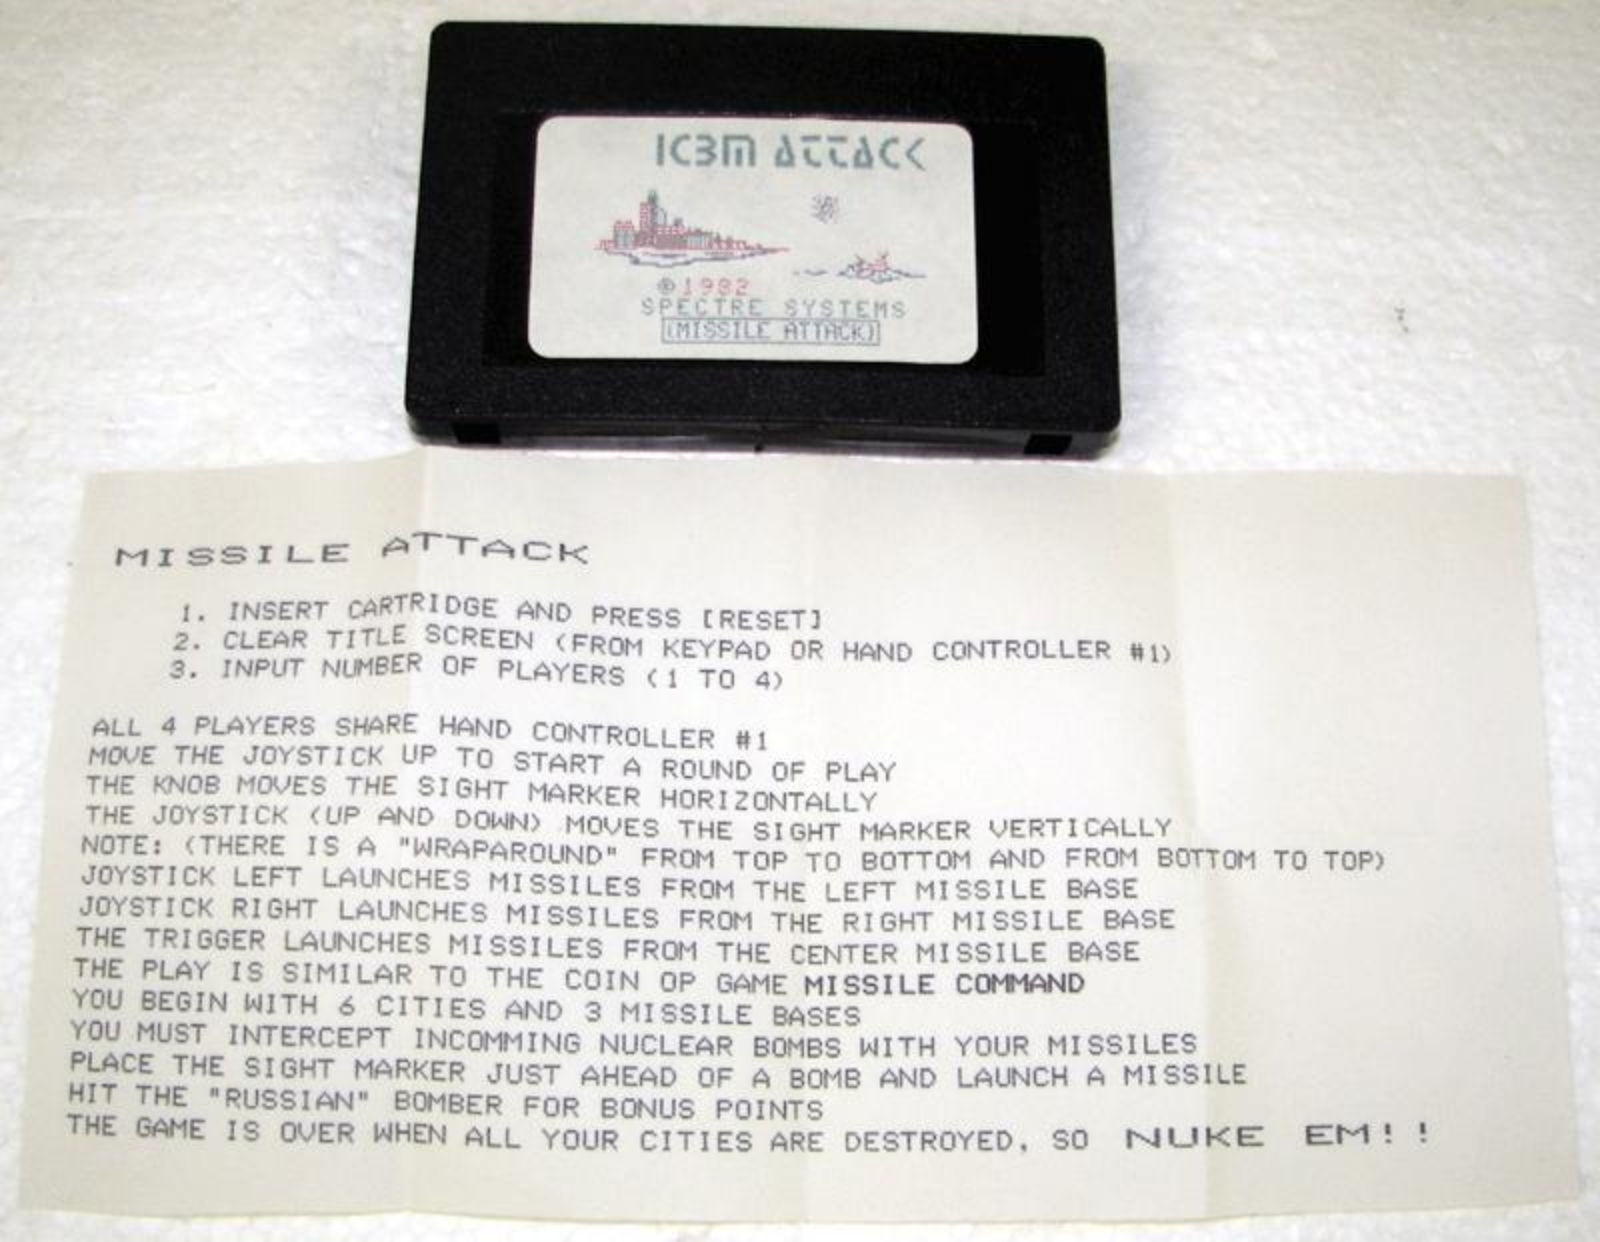 ICBM ATTACK
©1982
SPECTRE SYSTEMS
(MISSILE ATTACK)
MISSILE ATTACK
1. INSERT CARTRIDGE AND PRESS [RESET]
2. CLEAR TITLE SCREEN (FROM KEYPAD OR HAND CONTROLLER #1)
3. INPUT NUMBER OF PLAYERS (1 TO 4)
ALL 4 PLAYERS SHARE HAND CONTROLLER #1
MOVE THE JOYSTICK UP TO START A ROUND OF PLAY
THE KNOB MOVES THE SIGHT MARKER HORIZONTALLY
THE JOYSTICK (UP AND DOWN) MOVES THE SIGHT MARKER VERTICALLY
NOTE: (THERE IS A "WRAPAROUND" FROM TOP TO BOTTOM AND FROM BOTTOM TO TOP)
JOYSTICK LEFT LAUNCHES MISSILES FROM THE LEFT MISSILE BASE
JOYSTICK RIGHT LAUNCHES MISSILES FROM THE RIGHT MISSILE BASE
THE TRIGGER LAUNCHES MISSILES FROM THE CENTER MISSILE BASE
THE PLAY IS SIMILAR TO THE COIN OP GAME MISSILE COMMAND
YOU BEGIN WITH 6 CITIES AND 3 MISSILE BASES
YOU MUST INTERCEPT INCOMMING NUCLEAR BOMBS WITH YOUR MISSILES
PLACE THE SIGHT MARKER JUST AHEAD OF A BOMB AND LAUNCH A MISSILE
HIT THE "RUSSIAN" BOMBER FOR BONUS POINTS
THE GAME IS OVER WHEN ALL YOUR CITIES ARE DESTROYED, SO NUKE EM!!